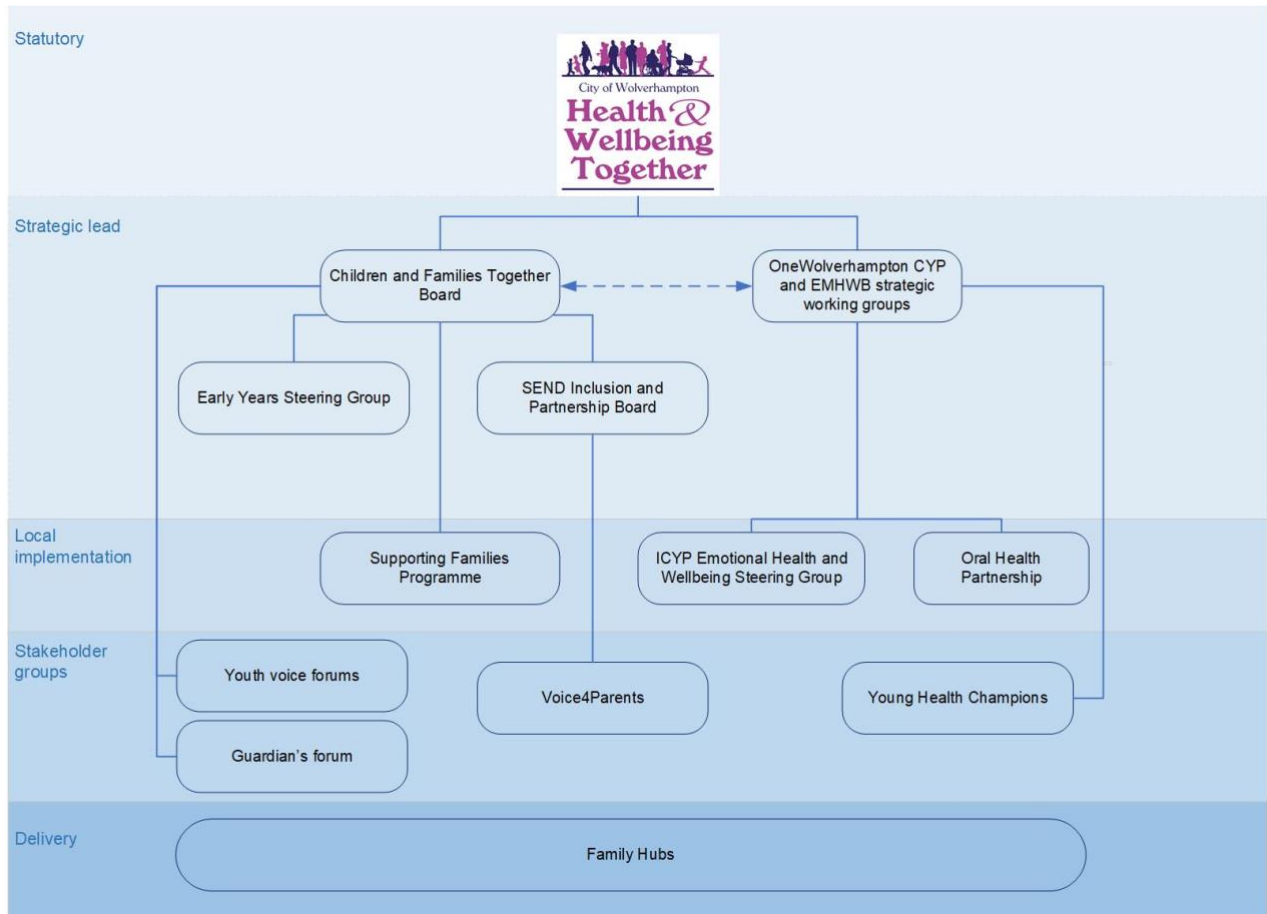 Statutory
City of Wolverhampton
Health &
Wellbeing
Together
Strategic lead
Children and Families Together
Board
OneWolverhampton CYP
and EMHWB strategic
working groups
Early Years Steering Group
SEND Inclusion and
Partnership Board
Local
implementation
Supporting Families
Programme
ICYP Emotional Health and
Wellbeing Steering Group
Oral Health
Partnership
Stakeholder
groups
Youth voice forums
Voice4Parents
Young Health Champions
Guardian’s forum
Delivery
Family Hubs